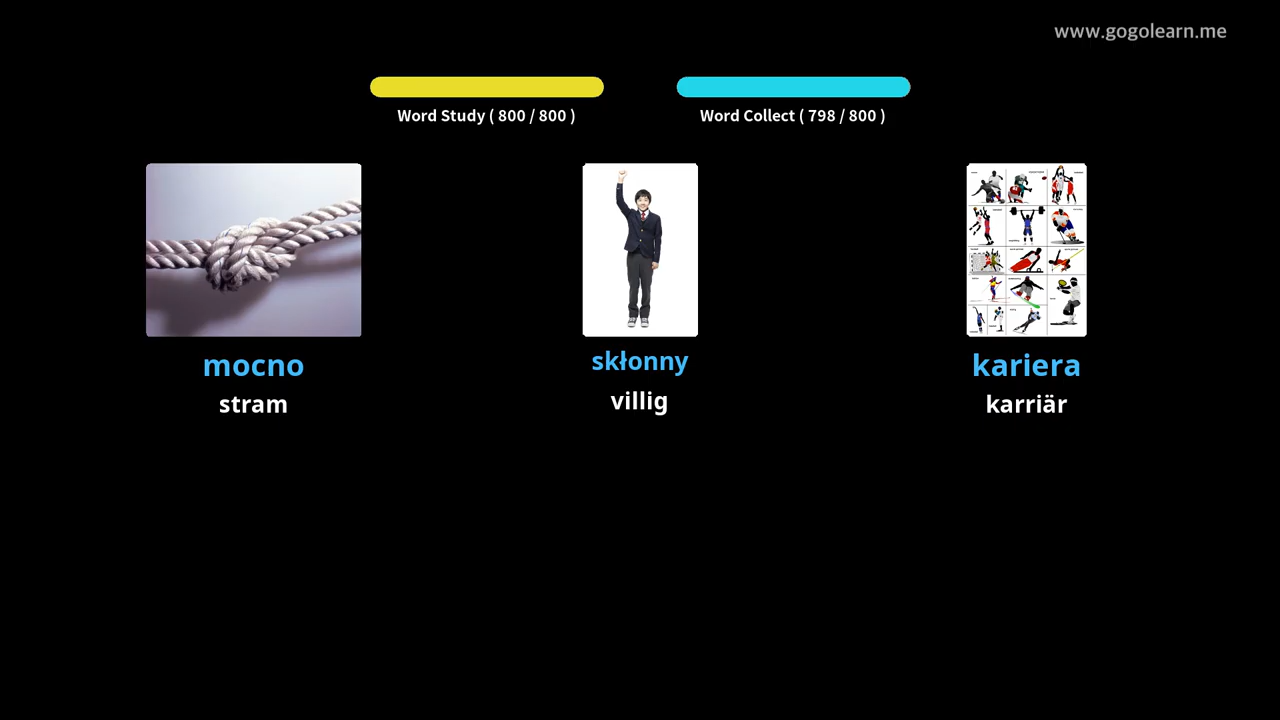 www.gogolearn.me
Word Study ( 800 / 800 )
Word Collect ( 798 / 800 )
mocno
stram
skłonny
villig
kariera
karriär